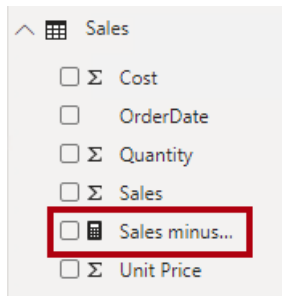 Sales
Σ Cost
OrderDate
Σ Quantity
Σ Sales
Sales minus...
Σ Unit Price